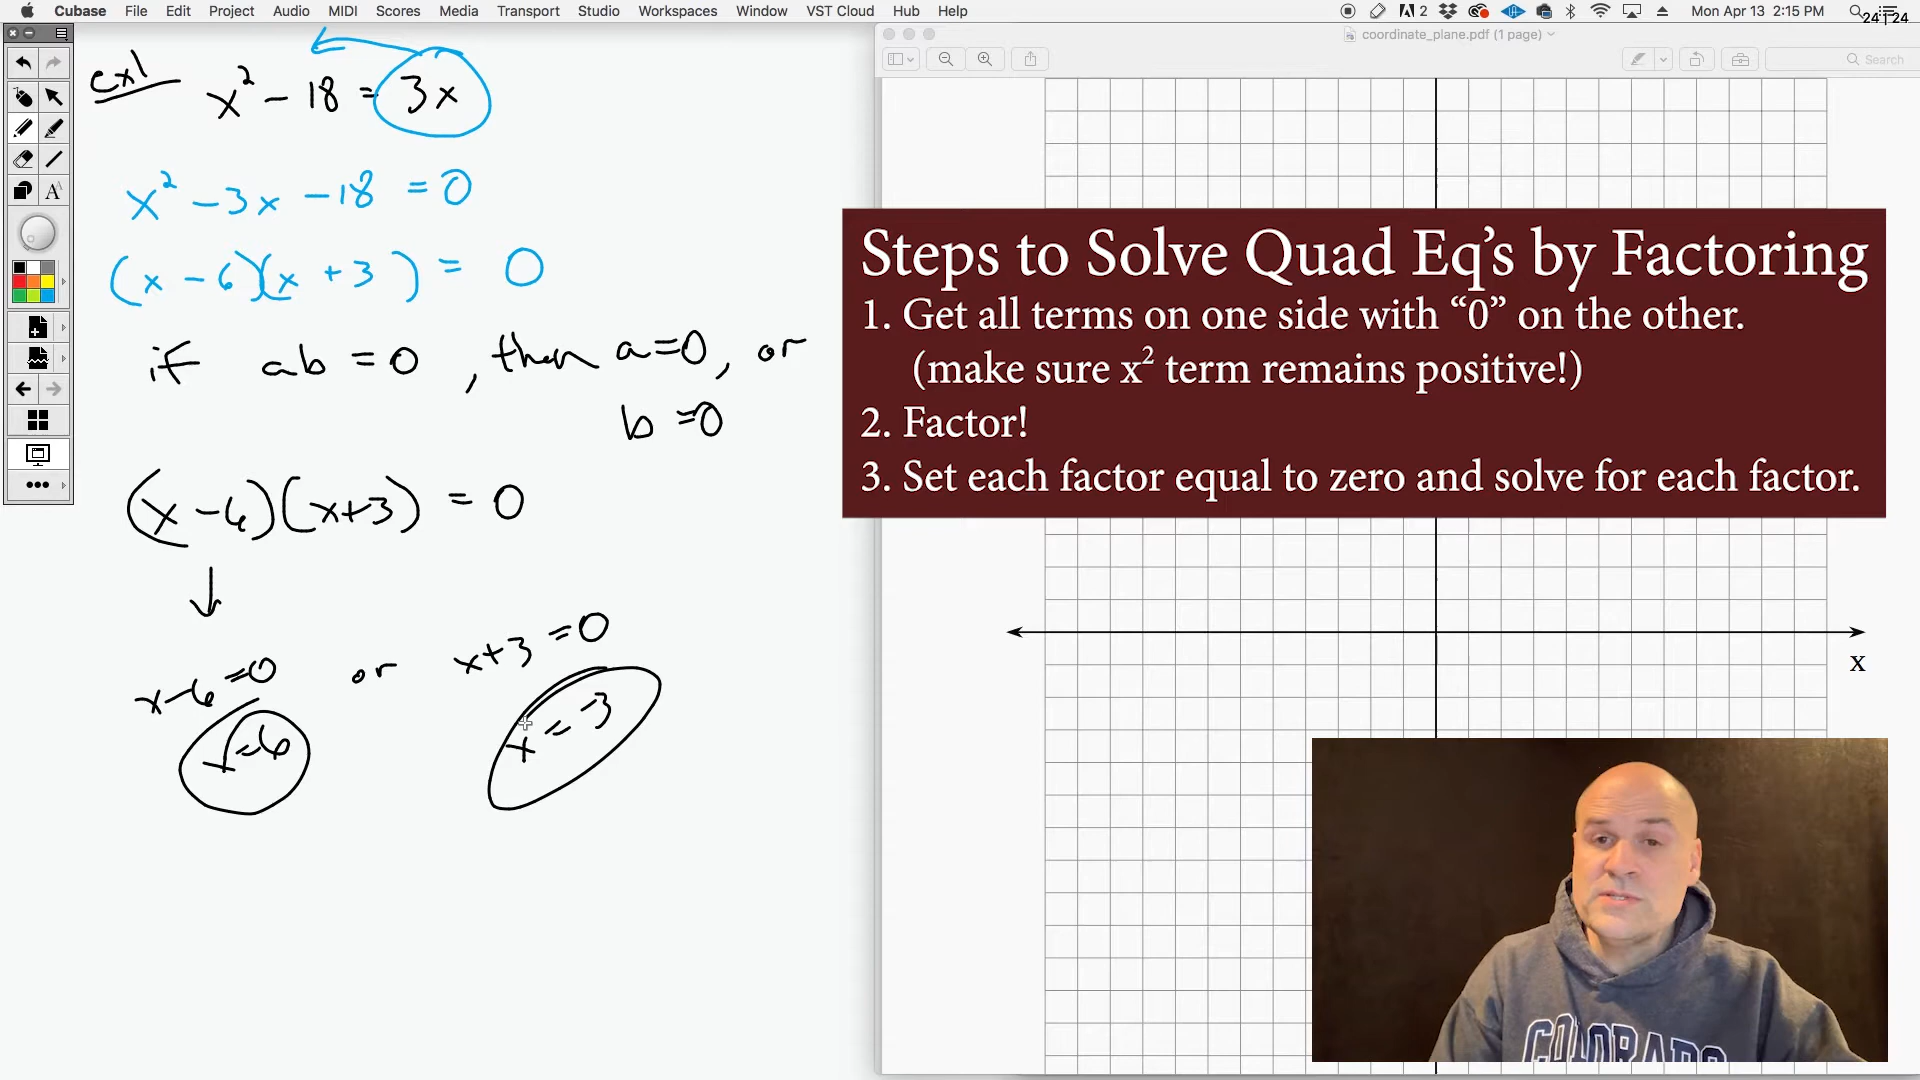 Cubase File Edit Project Audio MIDI Scores Media Transport Studio Workspaces Window VST Cloud Hub Help
2 Mon Apr 13 2:15 PM 24 | 24
coordinate_plane.pdf (1 page)
Search
A
ex1 x² - 18 = 3x
x² - 3x - 18 = 0
(x - 6)(x + 3) = 0
if ab = 0, then a=0, or
b = 0
(x - 6)(x+3) = 0
x-6=0 or x+3=0
x=6 x = -3
Steps to Solve Quad Eq’s by Factoring
1. Get all terms on one side with “0” on the other.
(make sure x² term remains positive!)
2. Factor!
3. Set each factor equal to zero and solve for each factor.
x
COLORADO